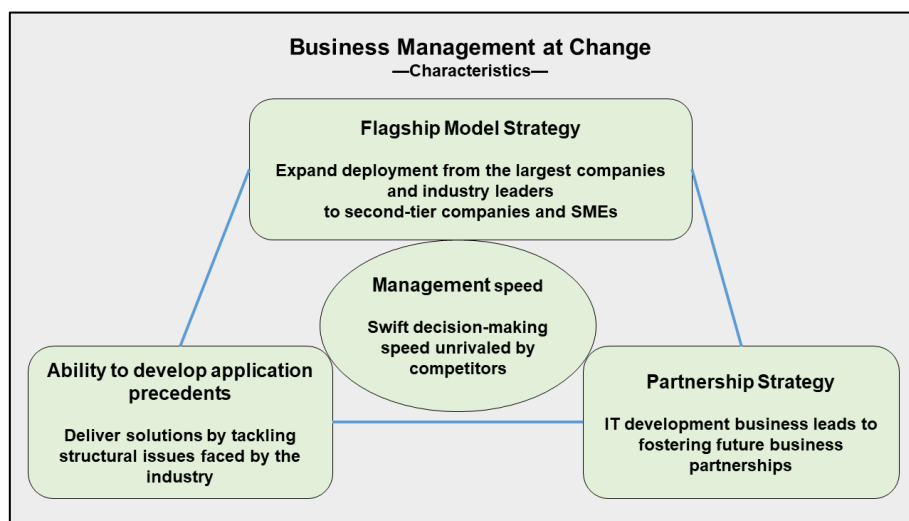 Business Management at Change
—Characteristics—
Flagship Model Strategy
Expand deployment from the largest companies
and industry leaders
to second-tier companies and SMEs
Management speed
Swift decision-making
speed unrivaled by
competitors
Ability to develop application
precedents
Deliver solutions by tackling
structural issues faced by the
industry
Partnership Strategy
IT development business leads to
fostering future business
partnerships